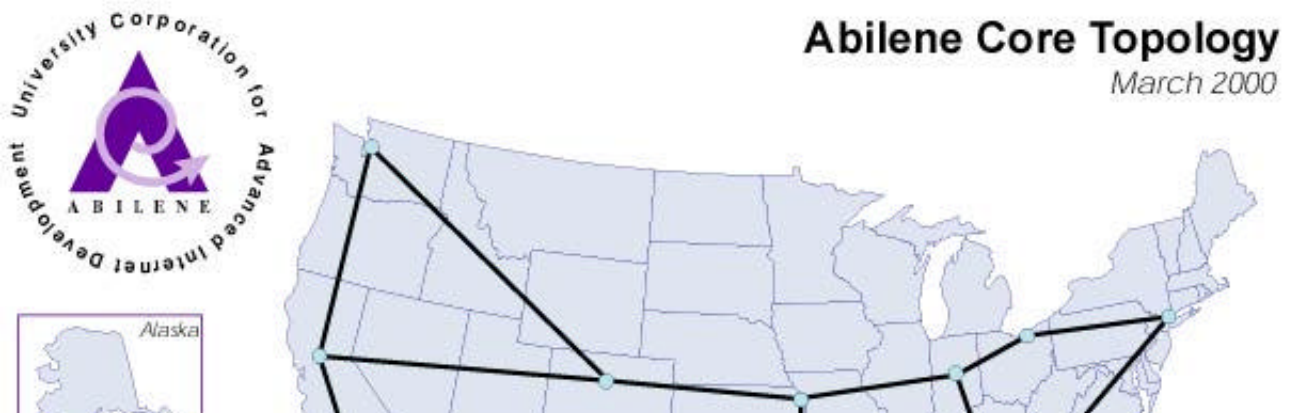 University Corporation for Advanced Internet Development
ABILENE
Abilene Core Topology
March 2000
Alaska